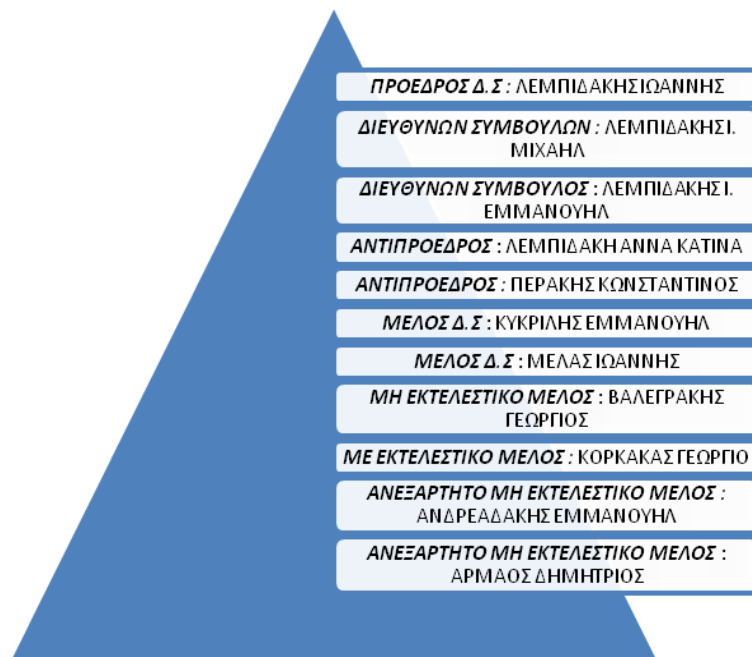 ΠΡΟΕΔΡΟΣ Δ.Σ : ΛΕΜΠΙΔΑΚΗΣ ΙΩΑΝΝΗΣ
ΔΙΕΥΘΥΝΩΝ ΣΥΜΒΟΥΛΩΝ : ΛΕΜΠΙΔΑΚΗΣ Ι.
ΜΙΧΑΗΛ
ΔΙΕΥΘΥΝΩΝ ΣΥΜΒΟΥΛΟΣ : ΛΕΜΠΙΔΑΚΗΣ Ι.
ΕΜΜΑΝΟΥΗΛ
ΑΝΤΙΠΡΟΕΔΡΟΣ : ΛΕΜΠΙΔΑΚΗ ΑΝΝΑ ΚΑΤΙΝΑ
ΑΝΤΙΠΡΟΕΔΡΟΣ : ΠΕΡΑΚΗΣ ΚΩΝΣΤΑΝΤΙΝΟΣ
ΜΕΛΟΣ Δ.Σ : ΚΥΚΡΙΛΗΣ ΕΜΜΑΝΟΥΗΛ
ΜΕΛΟΣ Δ.Σ : ΜΕΛΑΣ ΙΩΑΝΝΗΣ
ΜΗ ΕΚΤΕΛΕΣΤΙΚΟ ΜΕΛΟΣ : ΒΑΛΕΓΡΑΚΗΣ
ΓΕΩΡΓΙΟΣ
ΜΕ ΕΚΤΕΛΕΣΤΙΚΟ ΜΕΛΟΣ : ΚΟΡΚΑΚΑΣ ΓΕΩΡΓΙΟ
ΑΝΕΞΑΡΤΗΤΟ ΜΗ ΕΚΤΕΛΕΣΤΙΚΟ ΜΕΛΟΣ :
ΑΝΔΡΕΑΔΑΚΗΣ ΕΜΜΑΝΟΥΗΛ
ΑΝΕΞΑΡΤΗΤΟ ΜΗ ΕΚΤΕΛΕΣΤΙΚΟ ΜΕΛΟΣ :
ΑΡΜΑΟΣ ΔΗΜΗΤΡΙΟΣ